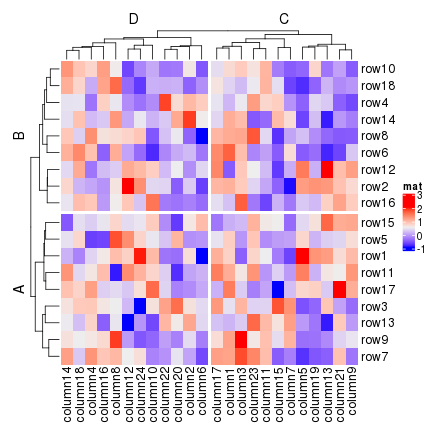 D C
B
A
row10
row18
row4
row14
row8
row6
row12
row2
row16
row15
row5
row1
row11
row17
row3
row13
row9
row7
mat
3
2
1
0
-1
column14
column18
column4
column16
column8
column12
column24
column10
column22
column20
column2
column6
column17
column1
column3
column23
column11
column15
column7
column5
column19
column13
column21
column9